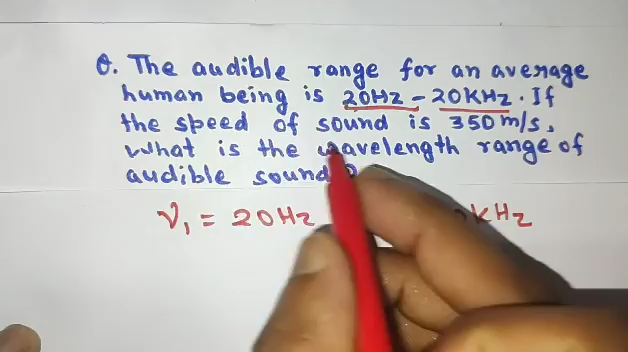 Q. The audible range for an average
human being is 20Hz - 20KHz. If
the speed of sound is 350m/s,
What is the wavelength range of
audible sound?
ν₁ = 20Hz KHz